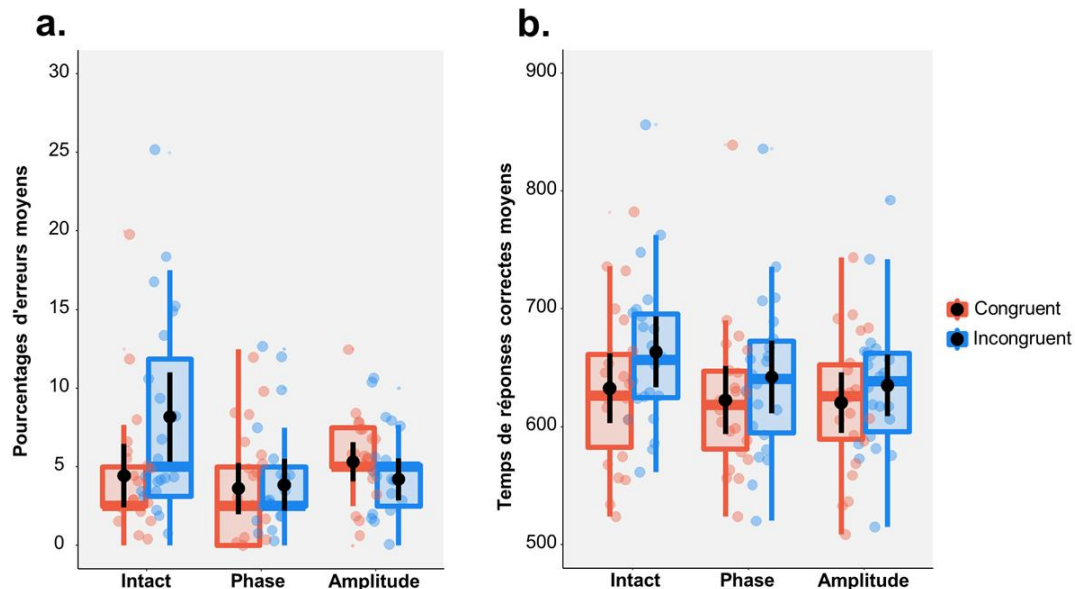 a.
Pourcentages d'erreurs moyens
30
25
20
15
10
5
0
Intact Phase Amplitude
b.
Temps de réponses correctes moyens
900
800
700
600
500
Intact Phase Amplitude
Congruent
Incongruent